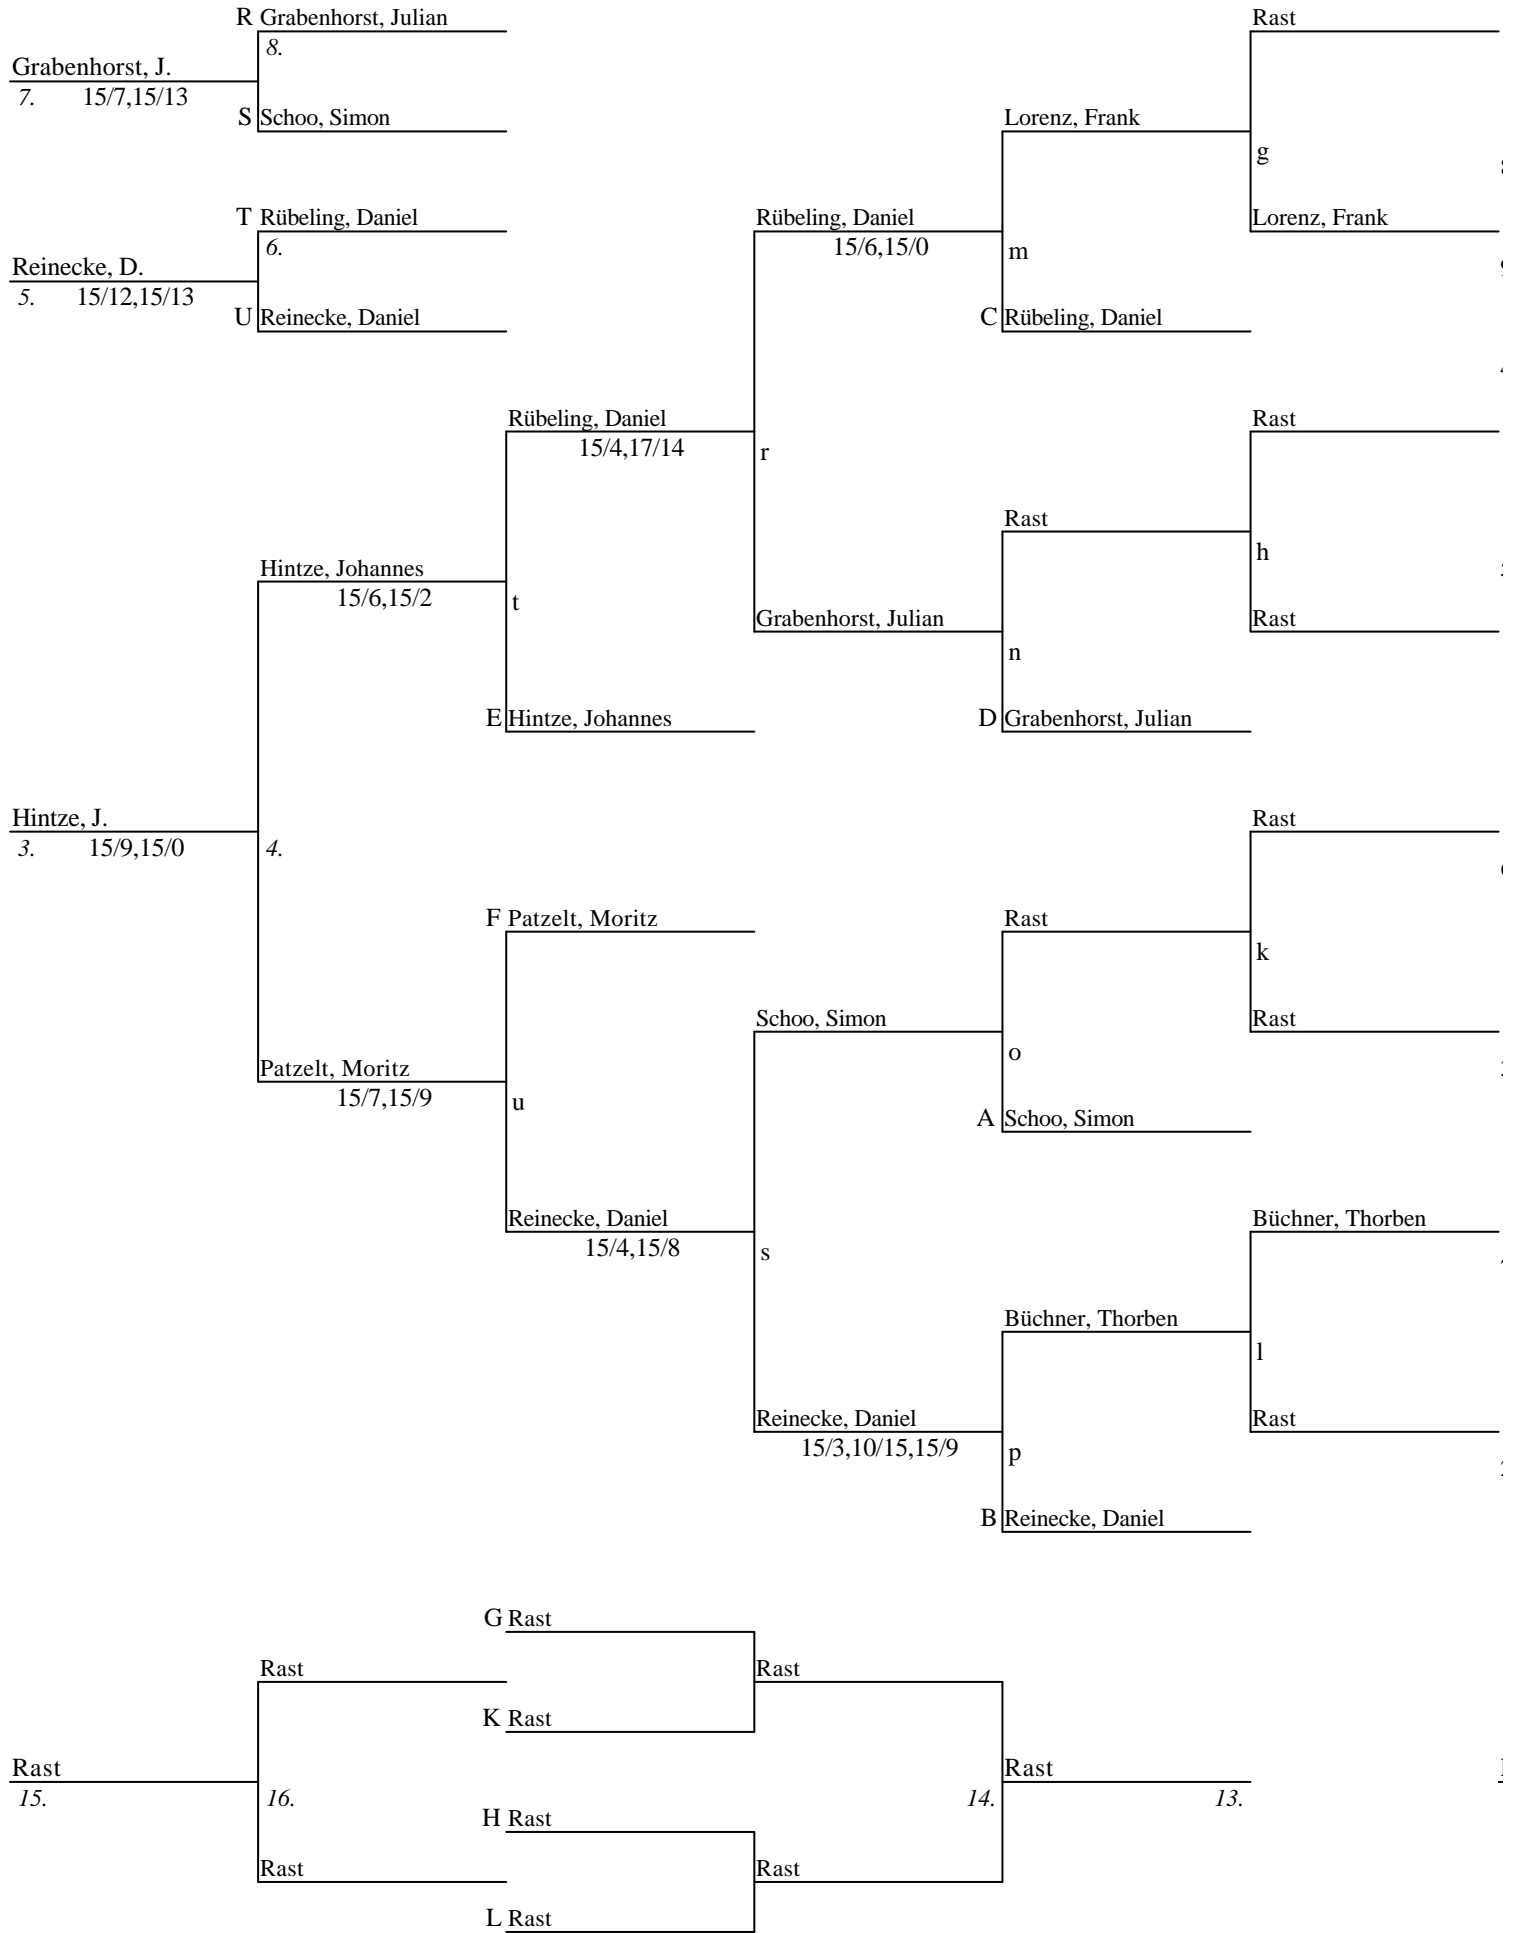 R Grabenhorst, Julian
Rast
8.
Grabenhorst, J.
7. 15/7,15/13
S Schoo, Simon
Lorenz, Frank
g
T Rübeling, Daniel
Rübeling, Daniel
Lorenz, Frank
6.
15/6,15/0
m
Reinecke, D.
5. 15/12,15/13
U Reinecke, Daniel
C Rübeling, Daniel
Rübeling, Daniel
Rast
15/4,17/14
r
Rast
h
Hintze, Johannes
15/6,15/2
t
Grabenhorst, Julian
Rast
n
E Hintze, Johannes
D Grabenhorst, Julian
Hintze, J.
Rast
3. 15/9,15/0
4.
F Patzelt, Moritz
Rast
k
Schoo, Simon
Rast
o
Patzelt, Moritz
15/7,15/9
u
A Schoo, Simon
Reinecke, Daniel
Büchner, Thorben
15/4,15/8
s
Büchner, Thorben
l
Reinecke, Daniel
Rast
15/3,10/15,15/9
p
B Reinecke, Daniel
G Rast
Rast
Rast
K Rast
Rast
Rast
15.
16.
14.
13.
H Rast
Rast
Rast
L Rast